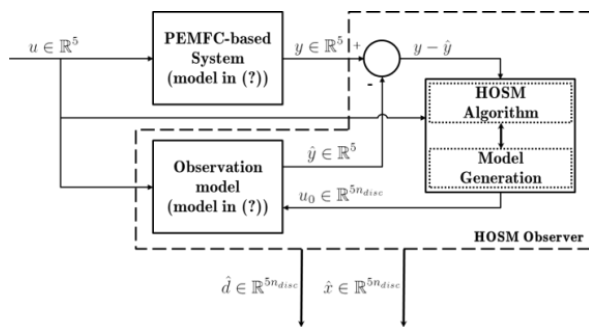 u ∈ ℝ⁵
PEMFC-based
System
(model in (?))
y ∈ ℝ⁵
+
-
y − ŷ
HOSM
Algorithm
Model
Generation
Observation
model
(model in (?))
ŷ ∈ ℝ⁵
u₀ ∈ ℝ^{5n_{disc}}
HOSM Observer
d̂ ∈ ℝ^{5n_{disc}}
x̂ ∈ ℝ^{5n_{disc}}